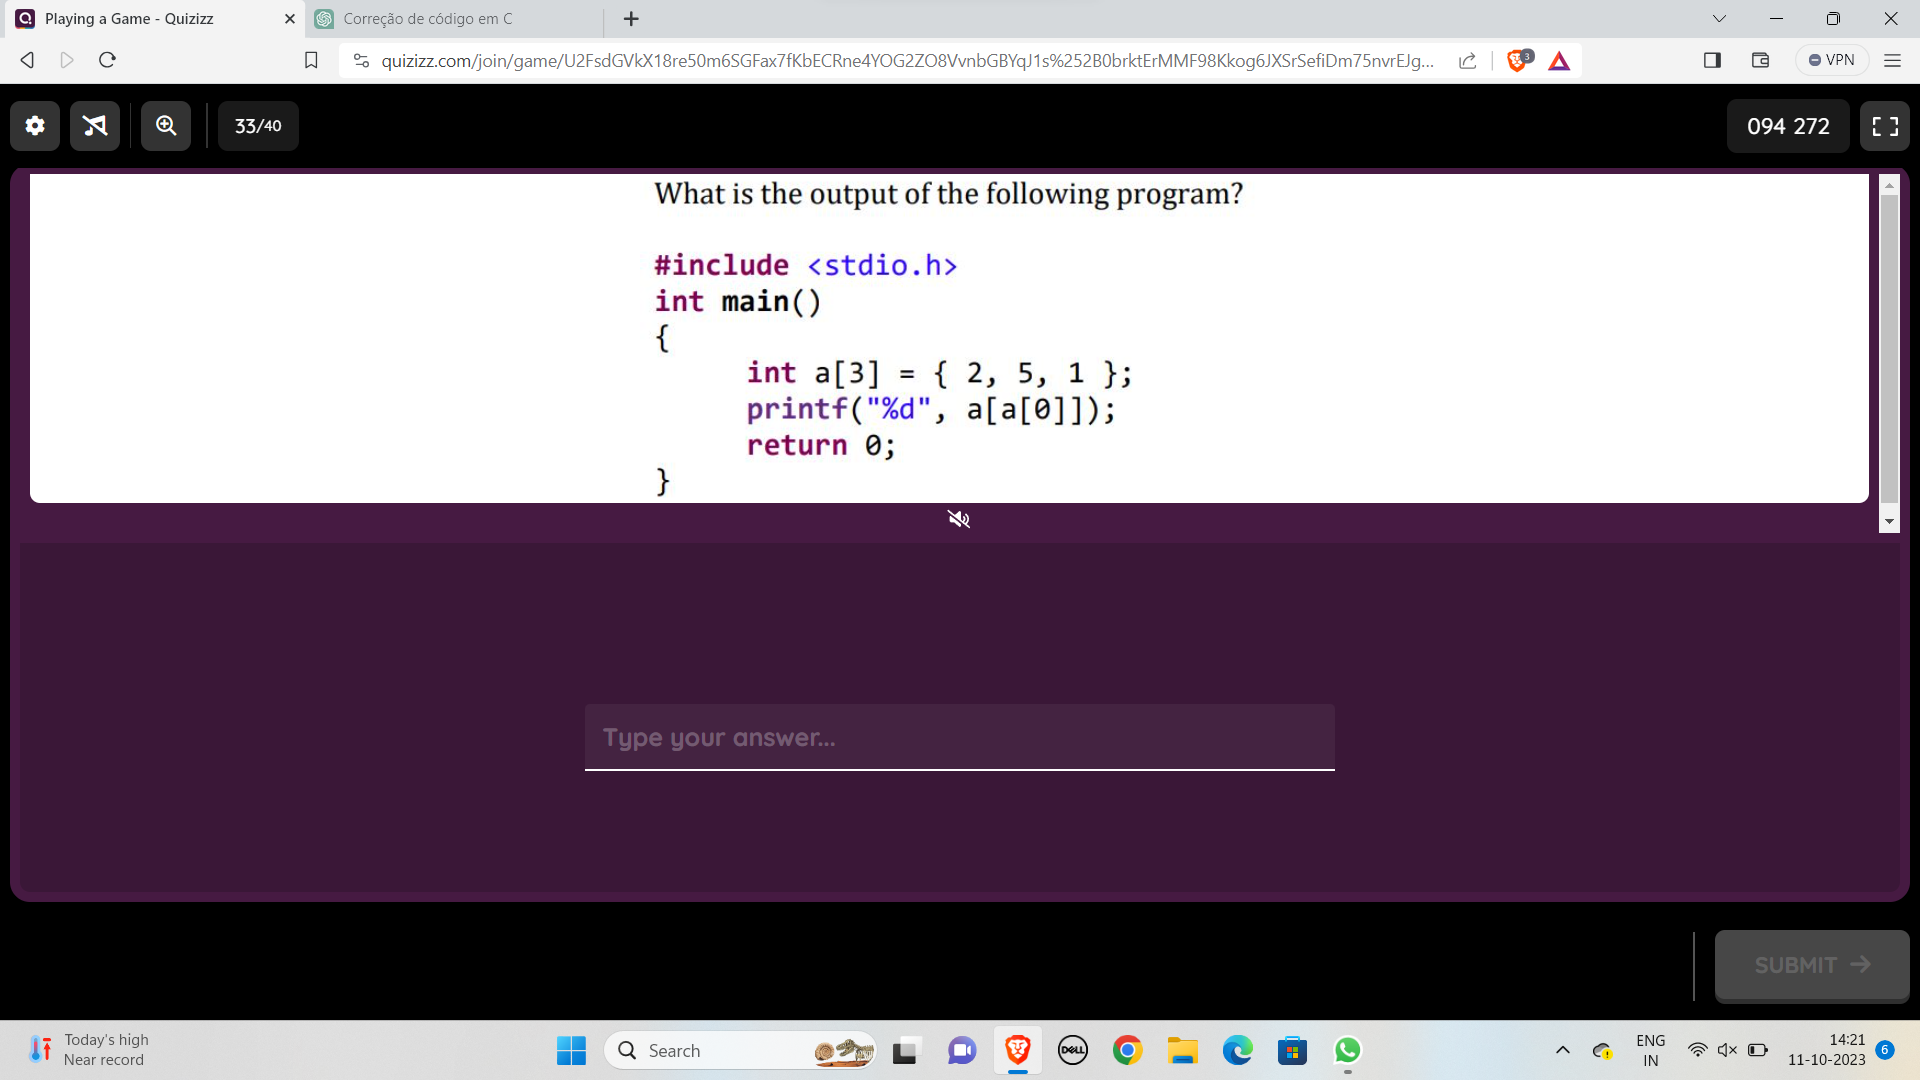 Playing a Game - Quizizz
Correção de código em C
quizizz.com/join/game/U2FsdGVkX18re50m6SGFax7fKbECRne4YOG2ZO8VvnbGBYqJ1s%252B0brktErMMF98Kkog6JXSrSefiDm75nvrEJg...
3
VPN
33/40
094 272
What is the output of the following program?
#include <stdio.h>
int main()
{
int a[3] = { 2, 5, 1 };
printf("%d", a[a[0]]);
return 0;
}
Type your answer...
SUBMIT
Today's high
Near record
Search
DELL
ENG
IN
14:21
11-10-2023
6